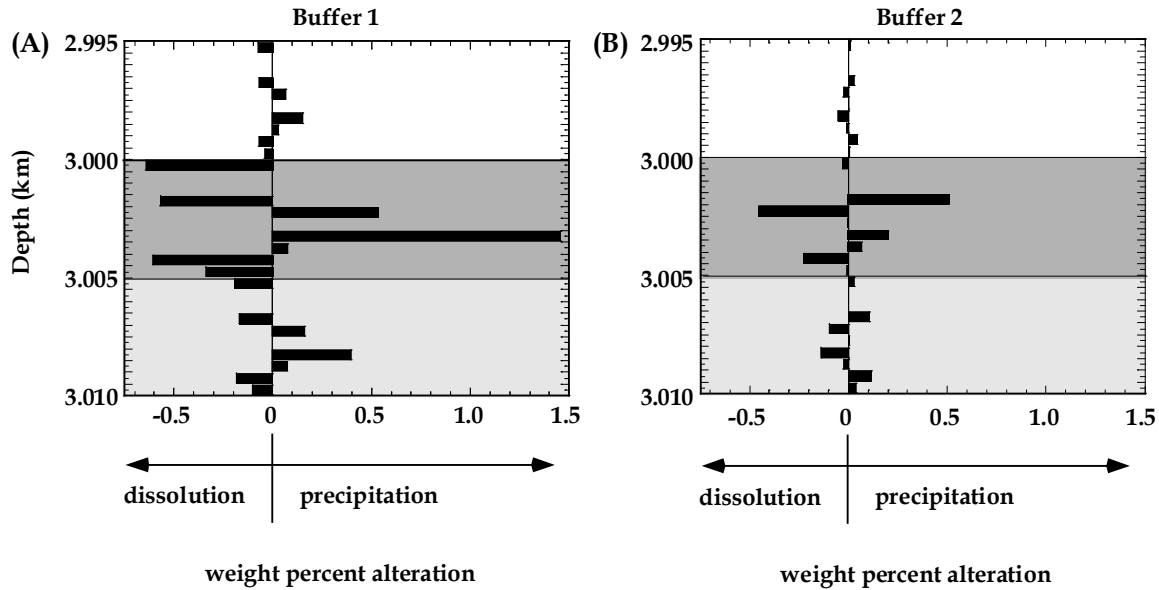 Buffer 1
(A)
2.995
3.000
3.005
3.010
Depth (km)
-0.5 0 0.5 1.0 1.5
dissolution precipitation
weight percent alteration
Buffer 2
(B)
2.995
3.000
3.005
3.010
-0.5 0 0.5 1.0 1.5
dissolution precipitation
weight percent alteration